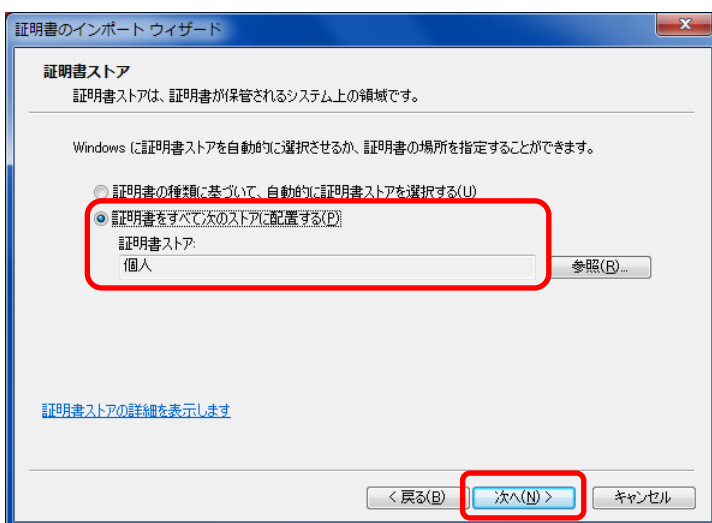 証明書のインポート ウィザード
証明書ストア
証明書ストアは、証明書が保管されるシステム上の領域です。
Windows に証明書ストアを自動的に選択させるか、証明書の場所を指定することができます。
証明書の種類に基づいて、自動的に証明書ストアを選択する(U)
証明書をすべて次のストアに配置する(P)
証明書ストア:
個人
参照(R)...
証明書ストアの詳細を表示します
< 戻る(B)
次へ(N) >
キャンセル